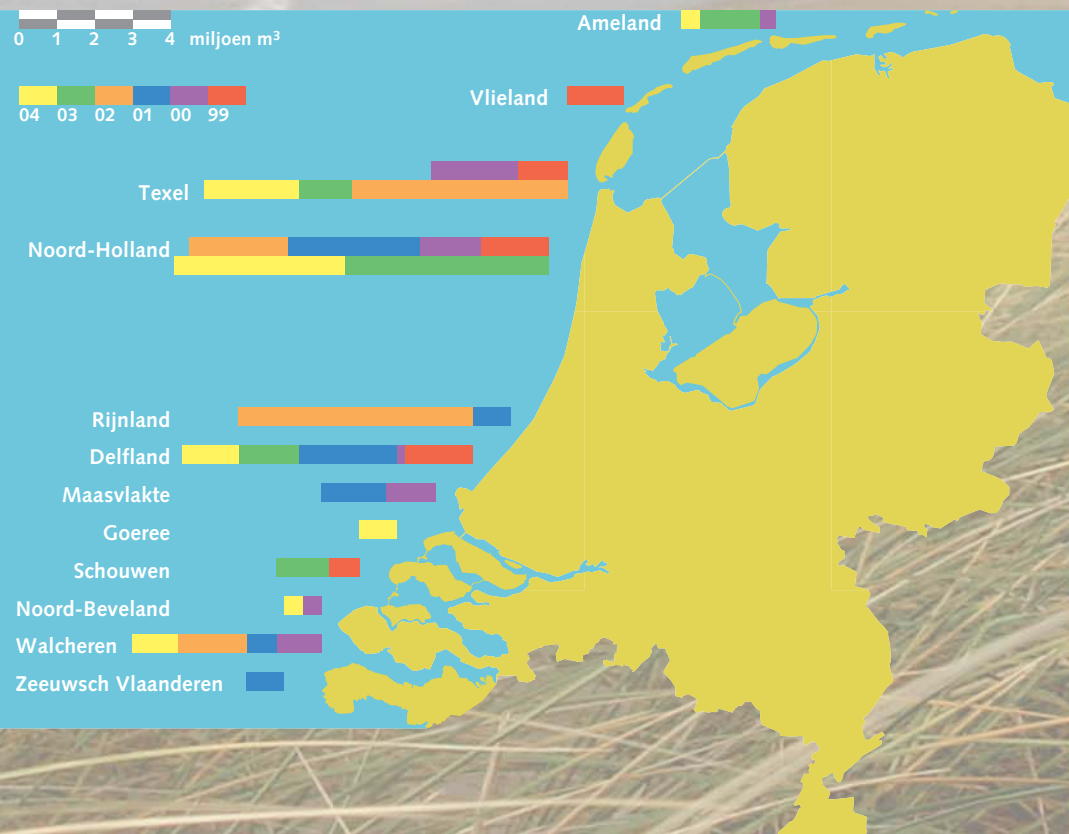 Ameland
0 1 2 3 4 miljoen m³
Vlieland
04 03 02 01 00 99
Texel
Noord-Holland
Rijnland
Delfland
Maasvlakte
Goeree
Schouwen
Noord-Beveland
Walcheren
Zeeuwsch Vlaanderen